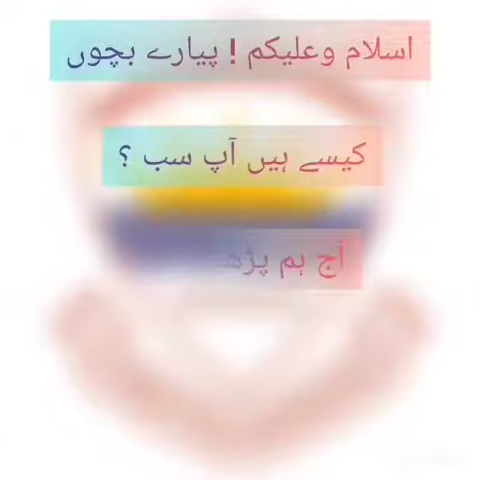 اسلام وعلیکم ! پیارے بچوں
کیسے ہیں آپ سب ؟
آج ہم پڑھ